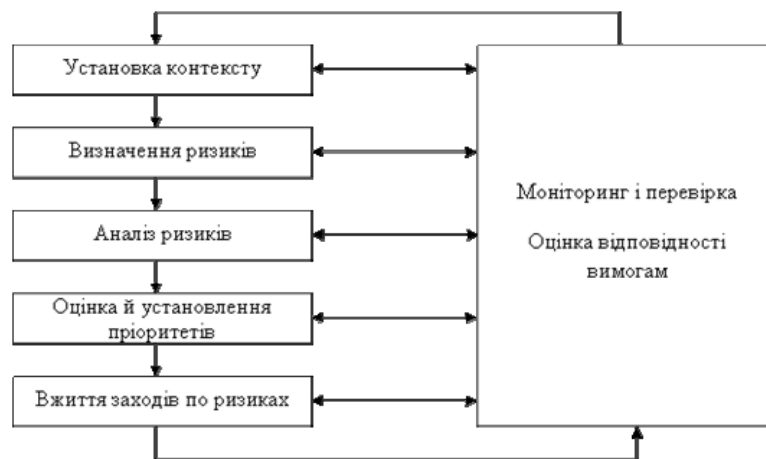 Установка контексту
Визначення ризиків
Аналіз ризиків
Оцінка й установлення
пріоритетів
Вжиття заходів по ризиках
Моніторинг і перевірка
Оцінка відповідності
вимогам